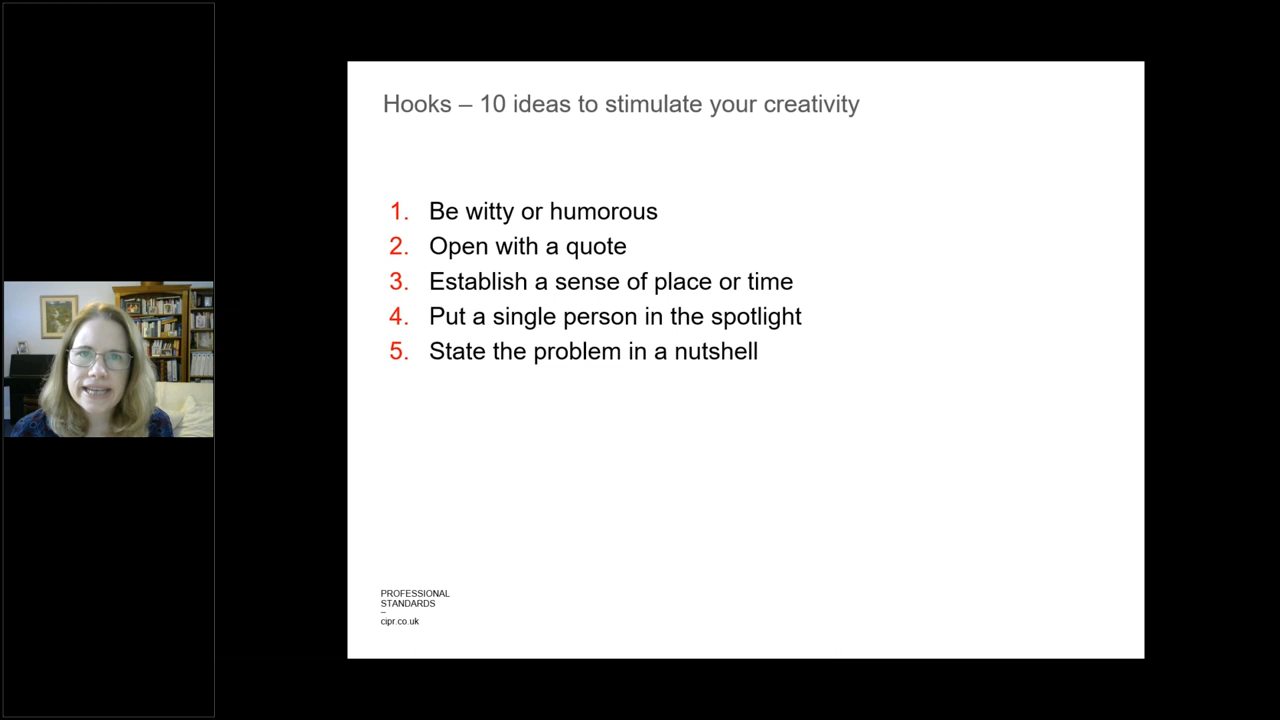 Hooks – 10 ideas to stimulate your creativity
1. Be witty or humorous
2. Open with a quote
3. Establish a sense of place or time
4. Put a single person in the spotlight
5. State the problem in a nutshell
PROFESSIONAL
STANDARDS
–
cipr.co.uk